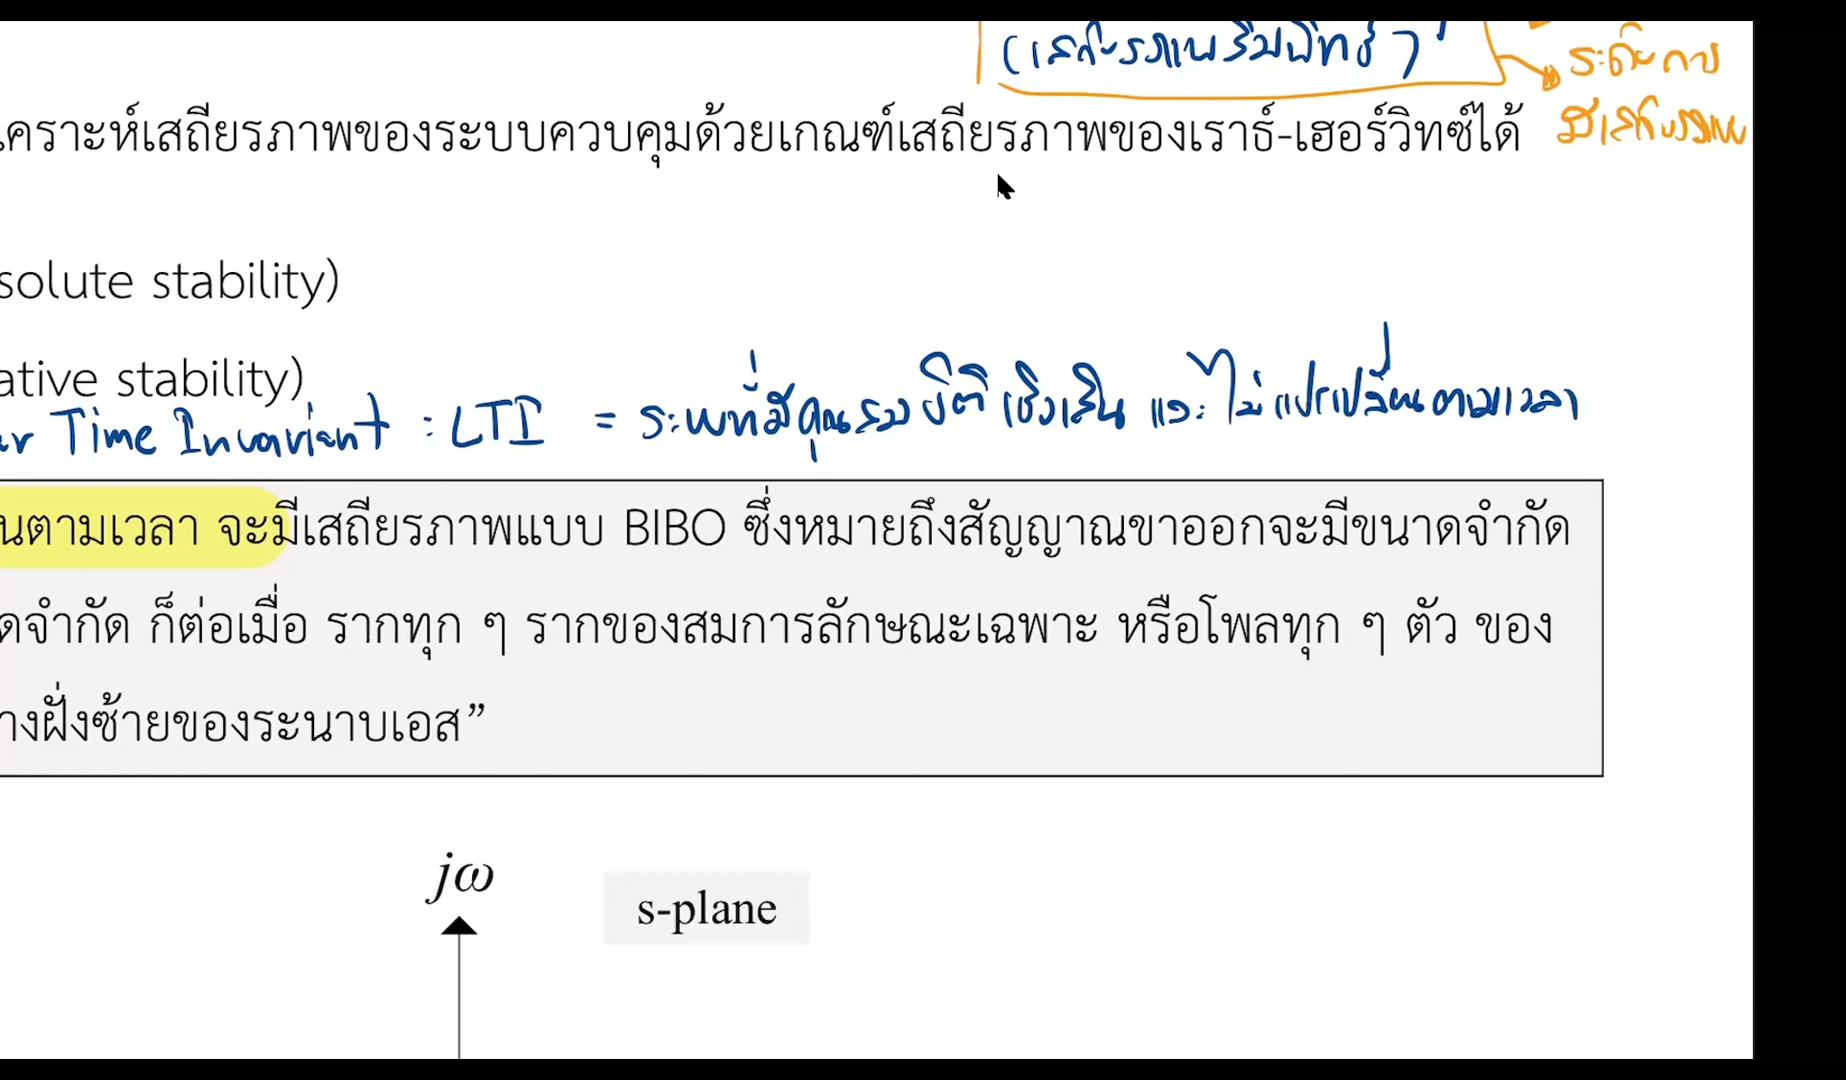 (เสถียรภาพสัมพัทธ์)
ระดับการ
มีเสถียรภาพ
เคราะห์เสถียรภาพของระบบควบคุมด้วยเกณฑ์เสถียรภาพของเราธ์-เฮอร์วิทซ์ได้
solute stability)
ative stability)
ar Time Invarient : LTI = ระบบที่มีคุณสมบัติเชิงเส้น และ ไม่แปรเปลี่ยนตามเวลา
นตามเวลา จะมีเสถียรภาพแบบ BIBO ซึ่งหมายถึงสัญญาณขาออกจะมีขนาดจำกัด
ดจำกัด ก็ต่อเมื่อ รากทุก ๆ รากของสมการลักษณะเฉพาะ หรือโพลทุก ๆ ตัว ของ
างฝั่งซ้ายของระนาบเอส”
jω
s-plane